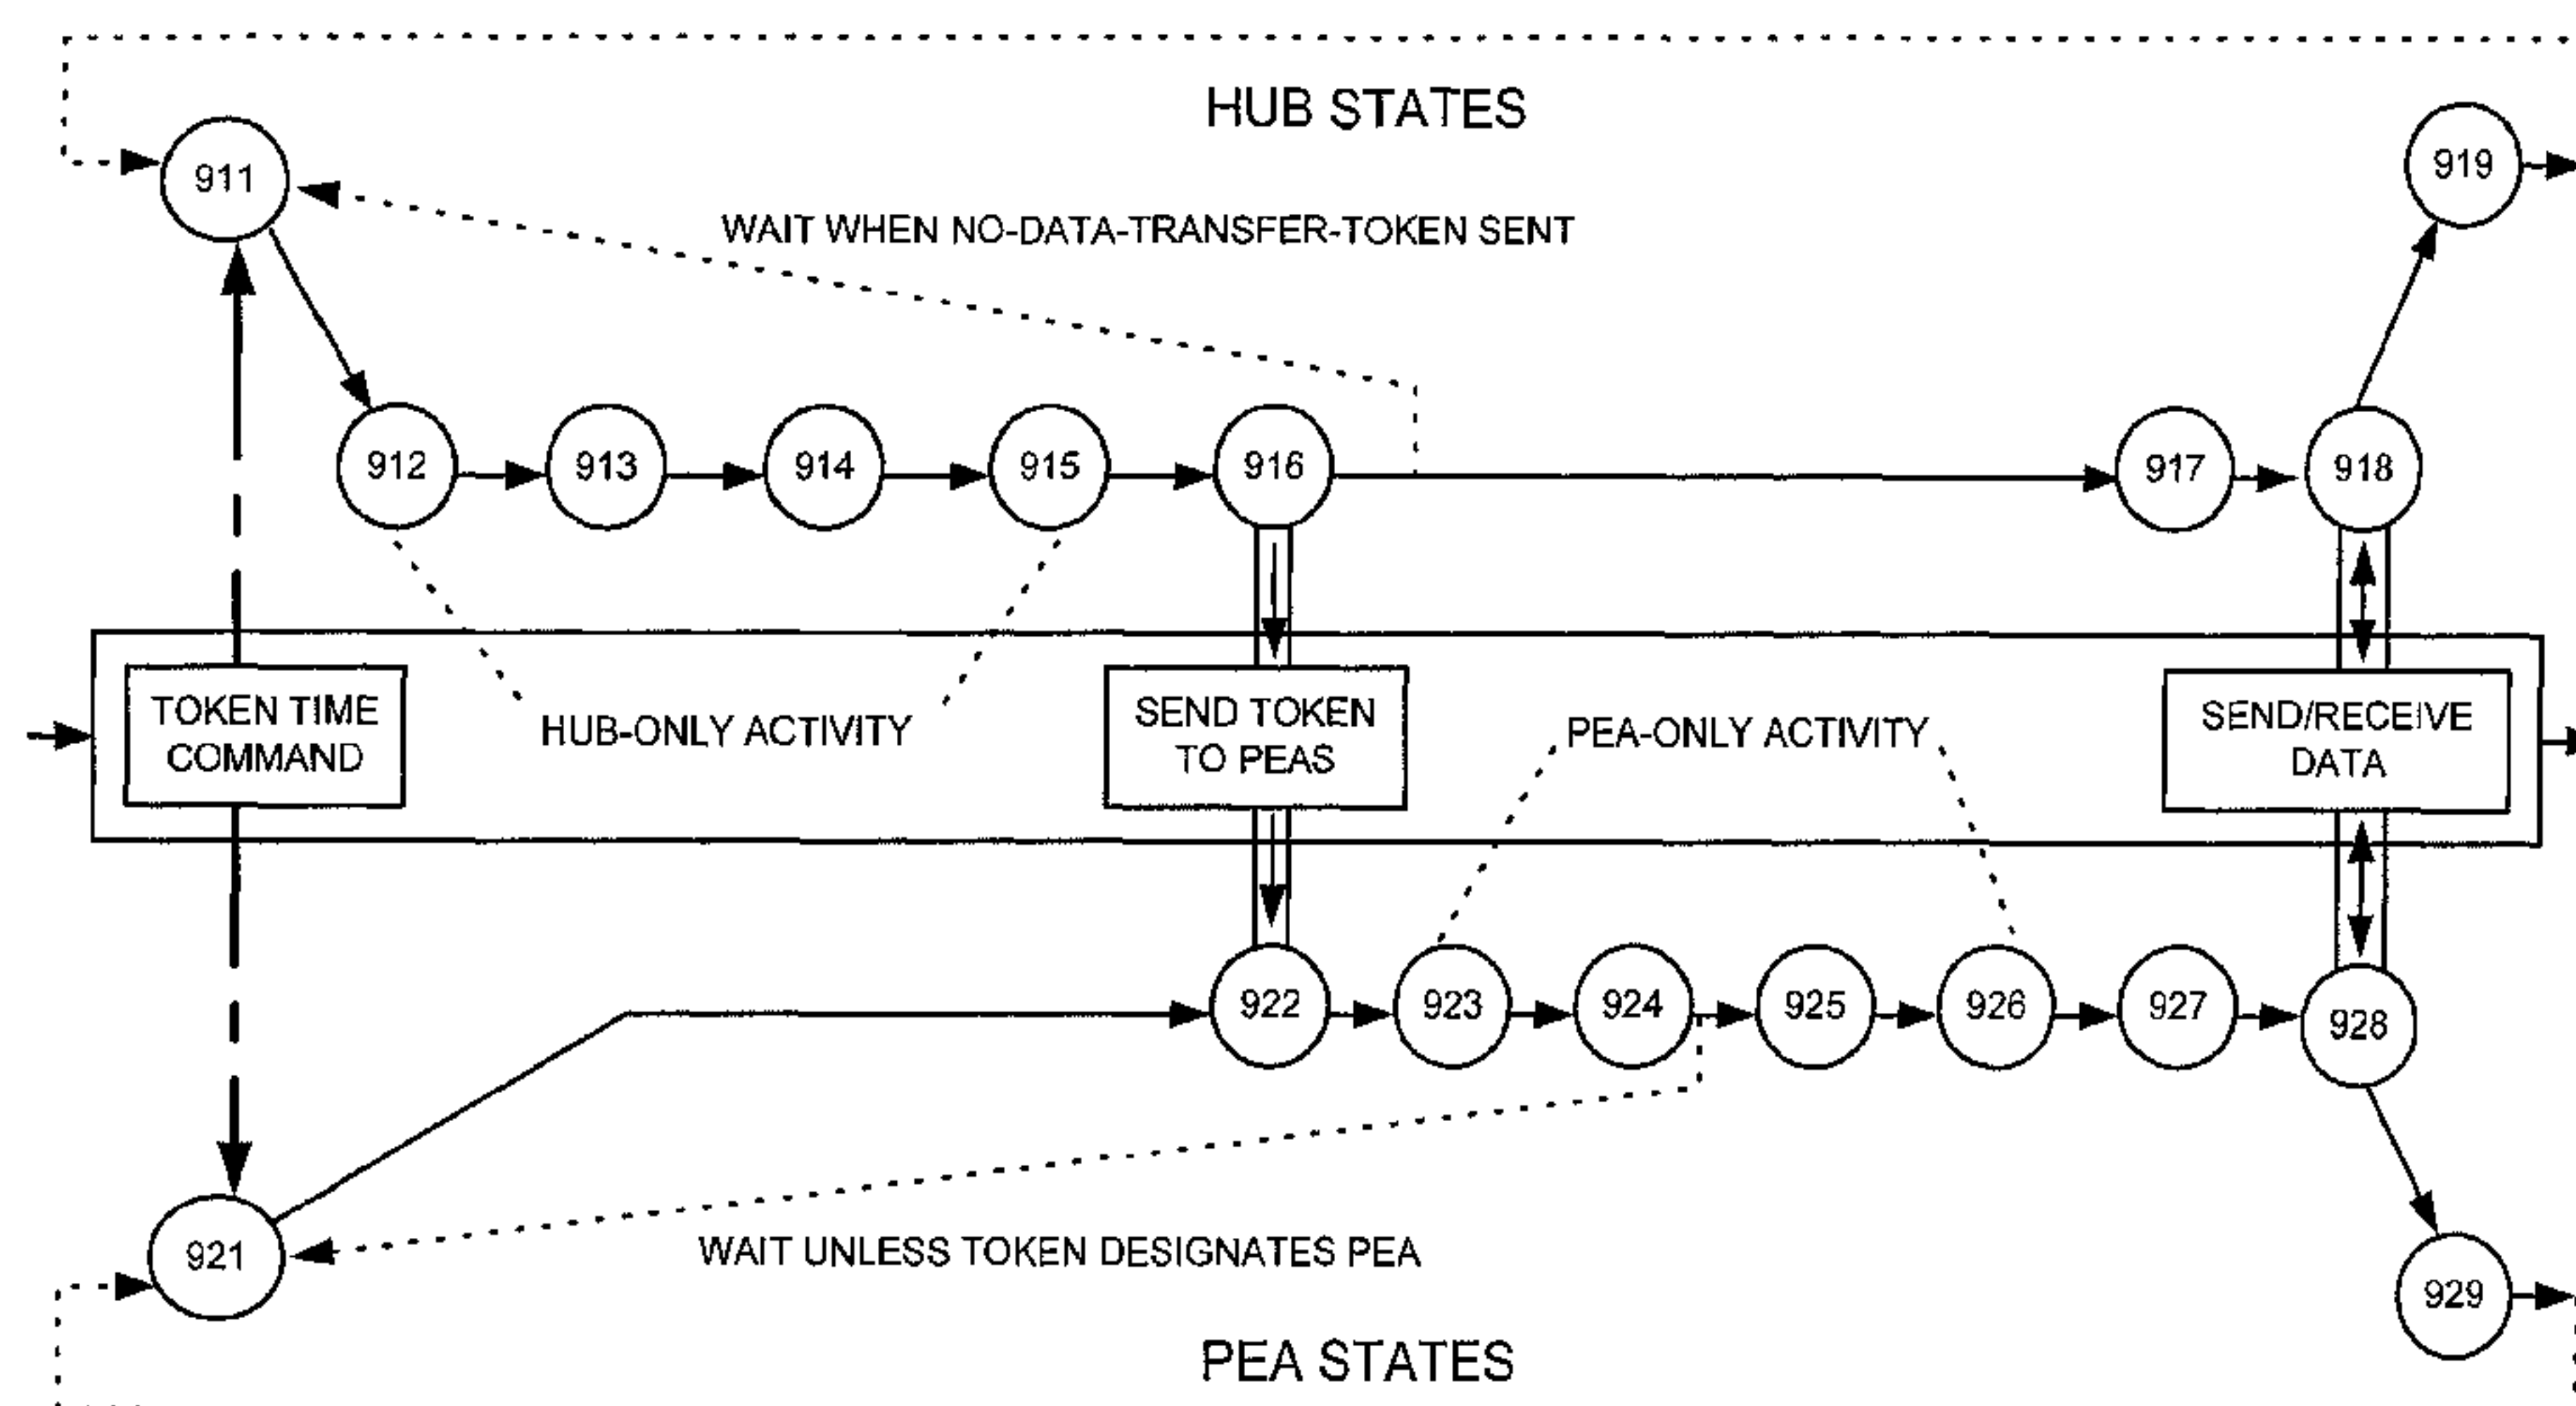 HUB STATES
911
919
WAIT WHEN NO-DATA-TRANSFER-TOKEN SENT
912
913
914
915
916
917
918
TOKEN TIME
COMMAND
HUB-ONLY ACTIVITY
SEND TOKEN
TO PEAS
PEA-ONLY ACTIVITY
SEND/RECEIVE
DATA
922
923
924
925
926
927
928
921
WAIT UNLESS TOKEN DESIGNATES PEA
929
PEA STATES